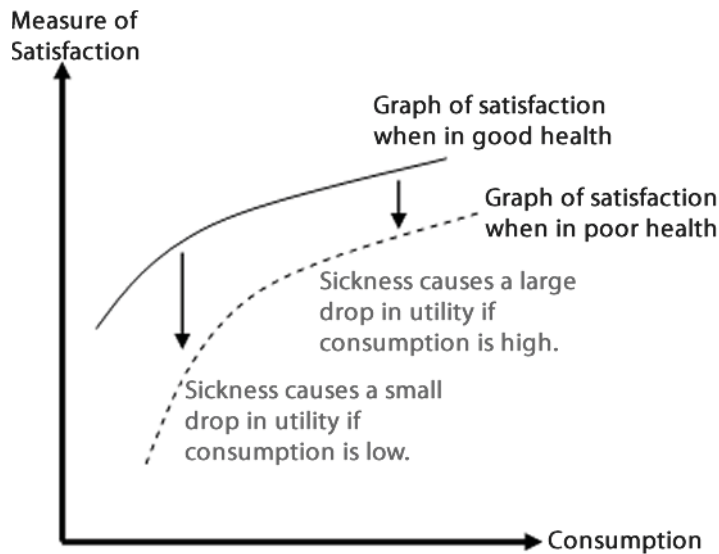 Measure of
Satisfaction
Graph of satisfaction
when in good health
Graph of satisfaction
when in poor health
Sickness causes a large
drop in utility if
consumption is high.
Sickness causes a small
drop in utility if
consumption is low.
Consumption